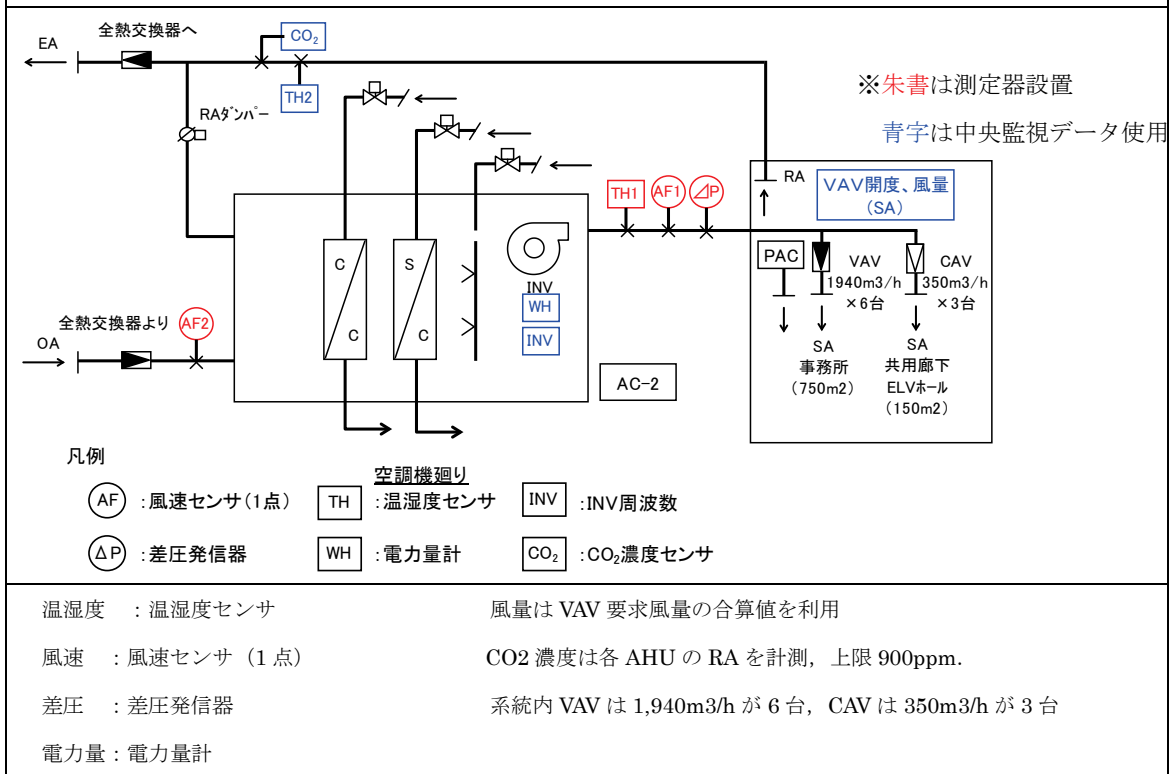 全熱交換器へ
EA
CO₂
TH2
RAダンパー
※朱書は測定器設置
青字は中央監視データ使用
RA
VAV開度、風量
(SA)
TH1
AF1
⊿P
PAC
VAV
1940m3/h
×6台
CAV
350m3/h
×3台
C
C
S
C
INV
WH
INV
全熱交換器より
AF2
OA
AC-2
SA
事務所
(750m2)
SA
共用廊下
ELVホール
(150m2)
凡例
空調機廻り
AF :風速センサ(1点)
TH :温湿度センサ
INV :INV周波数
ΔP :差圧発信器
WH :電力量計
CO₂ :CO₂濃度センサ
温湿度 :温湿度センサ
風量は VAV 要求風量の合算値を利用
風速 :風速センサ(1 点)
CO2 濃度は各 AHU の RA を計測，上限 900ppm.
差圧 :差圧発信器
系統内 VAV は 1,940m3/h が 6 台，CAV は 350m3/h が 3 台
電力量:電力量計